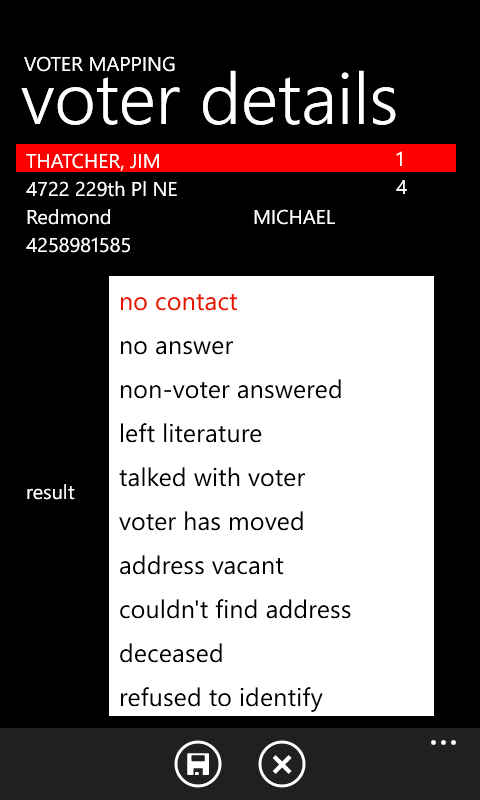 VOTER MAPPING
voter details
THATCHER, JIM 1
4722 229th Pl NE 4
Redmond MICHAEL
4258981585
no contact
no answer
non-voter answered
left literature
talked with voter
result
voter has moved
address vacant
couldn't find address
deceased
refused to identify